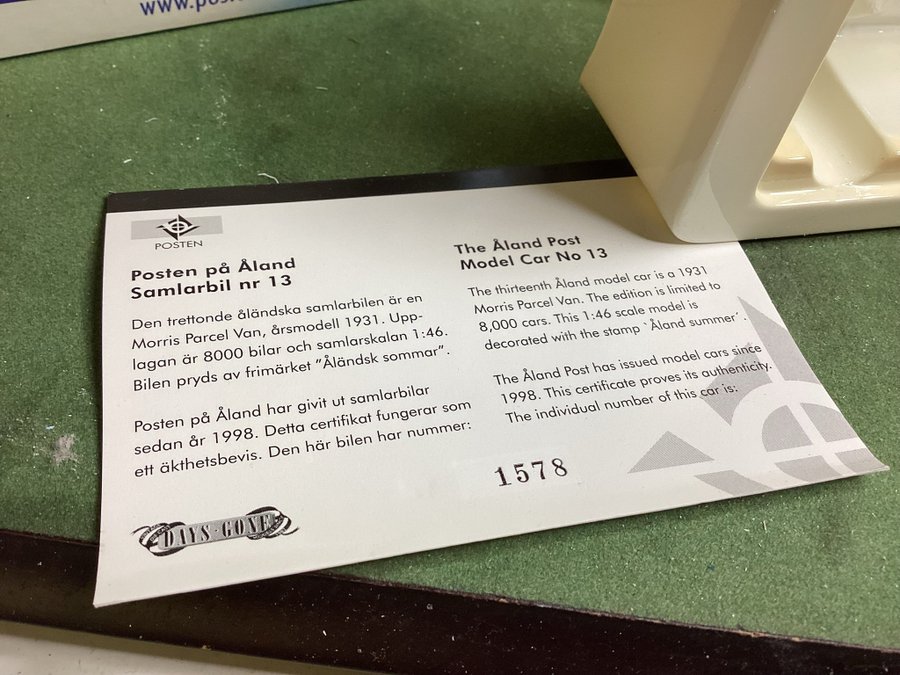 www.post
POSTEN
Posten på Åland
Samlarbil nr 13
Den trettonde åländska samlarbilen är en
Morris Parcel Van, årsmodell 1931. Upp-
lagan är 8000 bilar och samlarskalan 1:46.
Bilen pryds av frimärket "Åländsk sommar".
Posten på Åland har givit ut samlarbilar
sedan år 1998. Detta certifikat fungerar som
ett äkthetsbevis. Den här bilen har nummer:
The Åland Post
Model Car No 13
The thirteenth Åland model car is a 1931
Morris Parcel Van. The edition is limited to
8,000 cars. This 1:46 scale model is
decorated with the stamp 'Åland summer'.
The Åland Post has issued model cars since
1998. This certificate proves its authenticity.
The individual number of this car is:
1578
DAYS·GONE